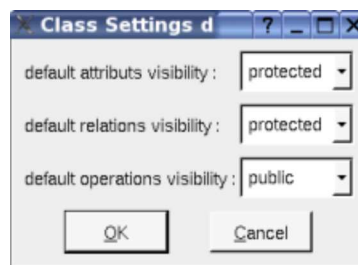 Class Settings d
default attributs visibility : protected
default relations visibility : protected
default operations visibility : public
OK Cancel